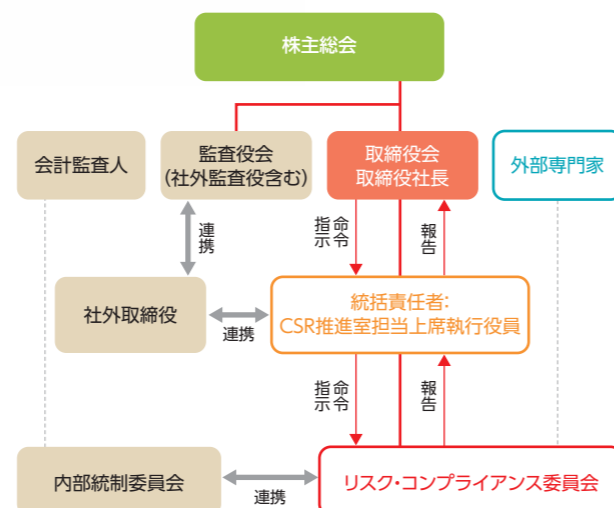 株主総会
会計監査人
監査役会
(社外監査役含む)
取締役会
取締役社長
外部専門家
連携
命令
指示
報告
社外取締役
連携
統括責任者:
CSR推進室担当上席執行役員
命令
指示
報告
内部統制委員会
連携
リスク・コンプライアンス委員会